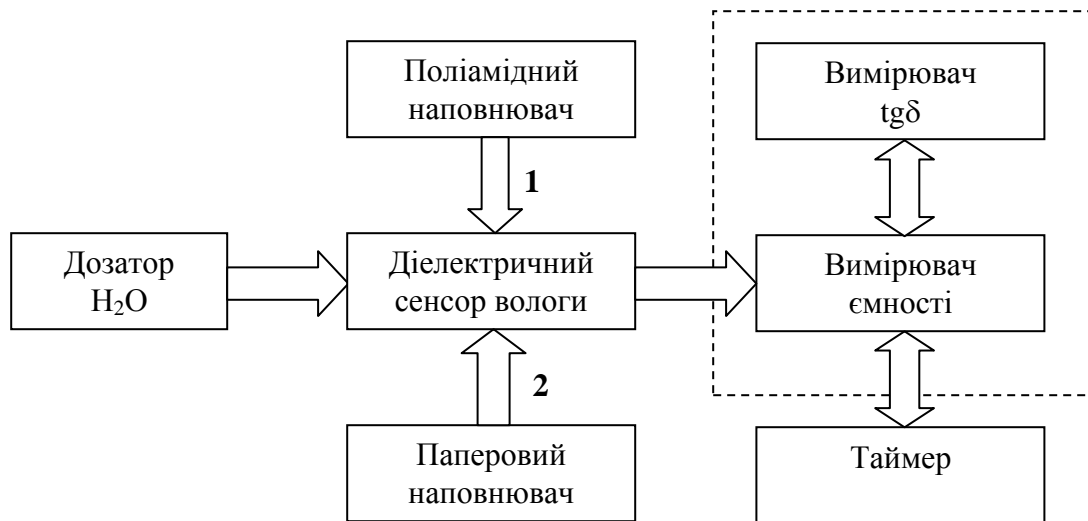 Поліамідний
наповнювач
Вимірювач
tgδ
1
Дозатор
H₂O
Діелектричний
сенсор вологи
Вимірювач
ємності
2
Паперовий
наповнювач
Таймер